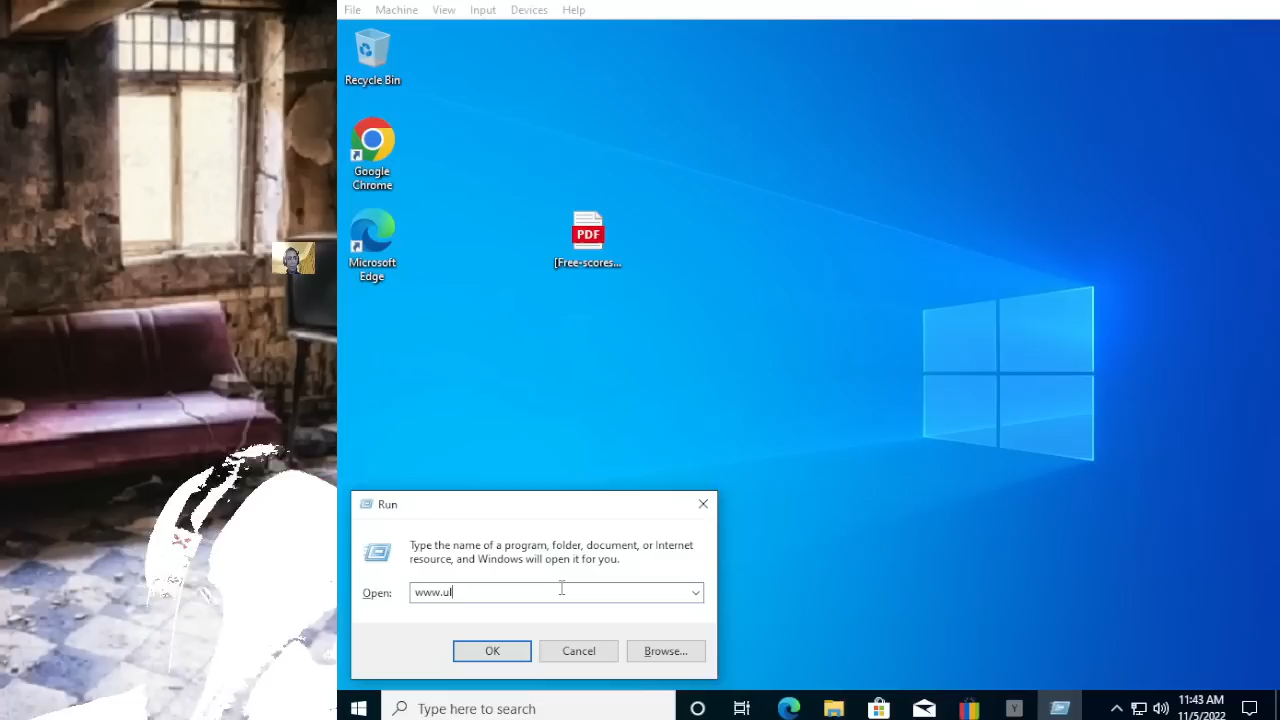 File Machine View Input Devices Help
Recycle Bin
Google
Chrome
Microsoft
Edge
PDF
[Free-scores...
Run
Type the name of a program, folder, document, or Internet
resource, and Windows will open it for you.
Open: www.ul
OK Cancel Browse...
Type here to search
Y
11:43 AM
11/5/2022